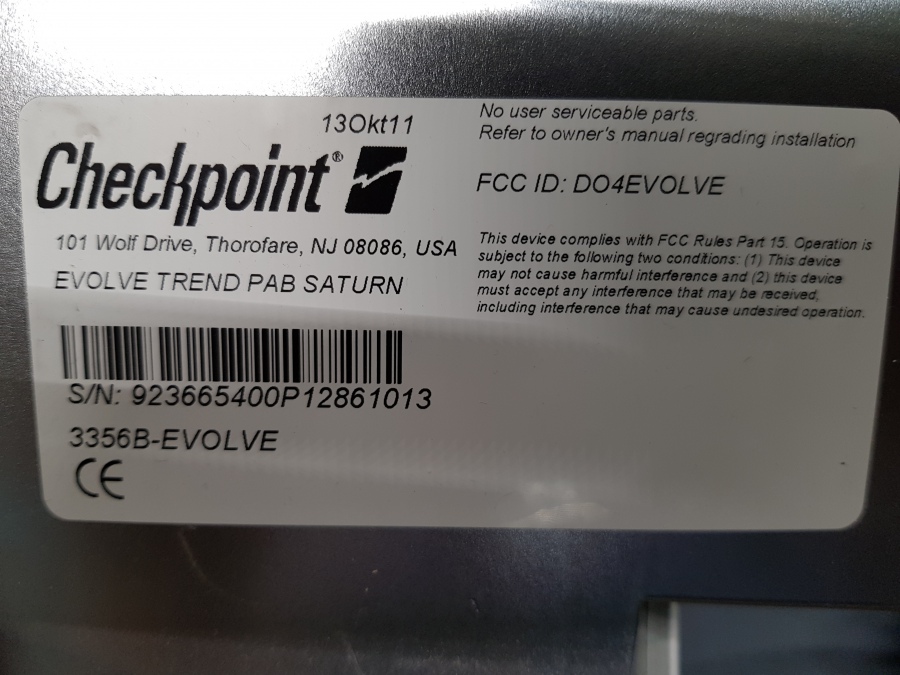 13Okt11
Checkpoint®
101 Wolf Drive, Thorofare, NJ 08086, USA
EVOLVE TREND PAB SATURN
S/N: 923665400P12861013
3356B-EVOLVE
CE
No user serviceable parts.
Refer to owner's manual regrading installation
FCC ID: DO4EVOLVE
This device complies with FCC Rules Part 15. Operation is
subject to the following two conditions: (1) This device
may not cause harmful interference and (2) this device
must accept any interference that may be received,
including interference that may cause undesired operation.